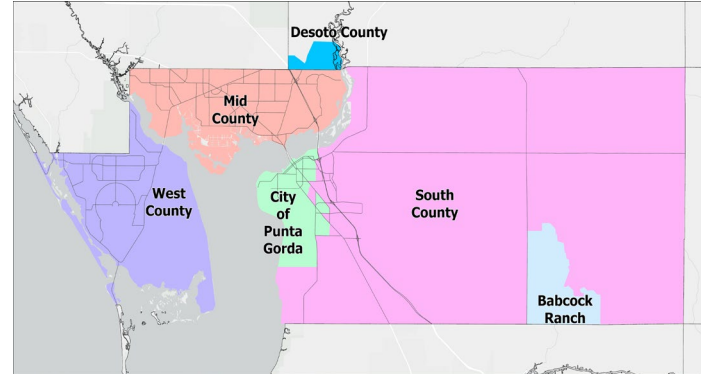 Desoto County
Mid
County
West
County
City
of
Punta
Gorda
South
County
Babcock
Ranch